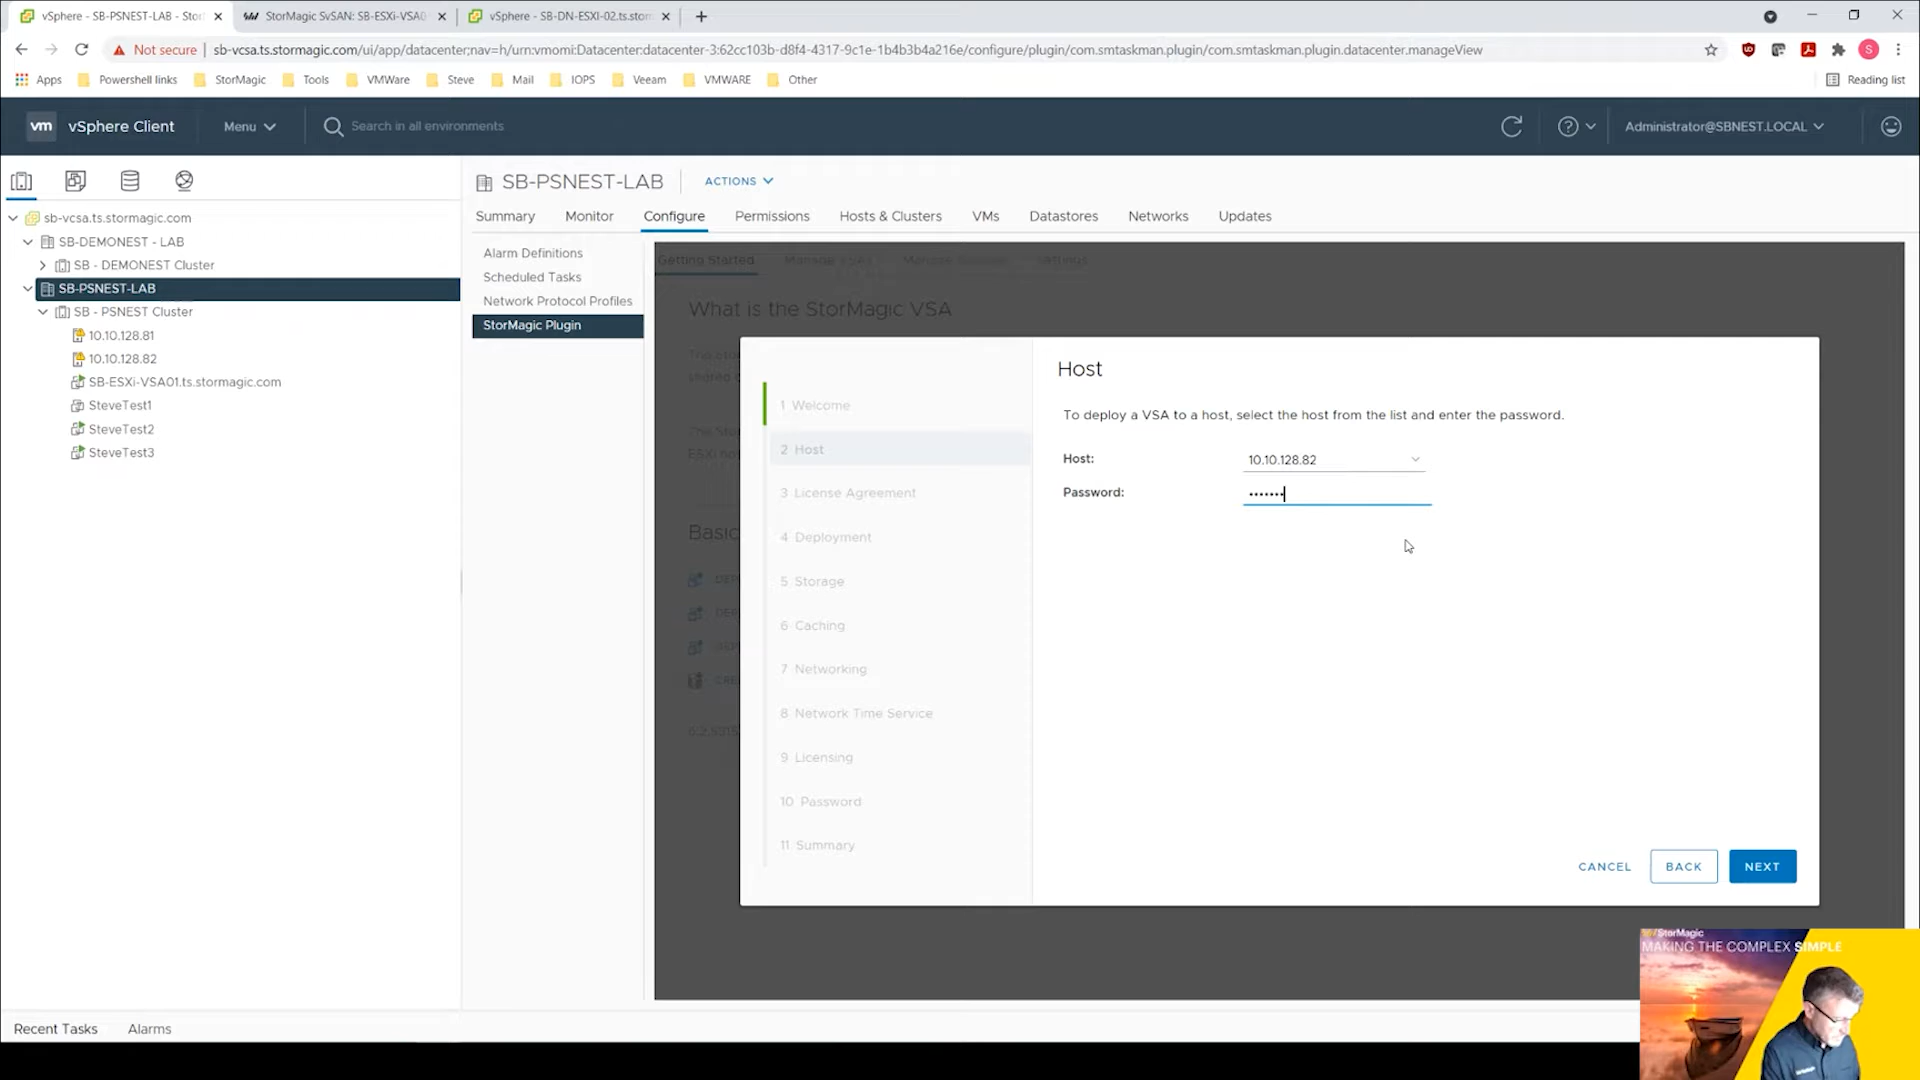 vSphere - SB-PSNEST-LAB - Stor
StorMagic SvSAN: SB-ESXi-VSA0
vSphere - SB-DN-ESXI-02.ts.storm
Not secure
sb-vcsa.ts.stormagic.com/ui/app/datacenter;nav=h/urn:vmomi:Datacenter:datacenter-3:62cc103b-d8f4-4317-9c1e-1b4b3b4a216e/configure/plugin/com.smtaskman.plugin/com.smtaskman.plugin.datacenter.manageView
S
Apps
Powershell links
StorMagic
Tools
VMWare
Steve
Mail
IOPS
Veeam
VMWARE
Other
Reading list
vm
vSphere Client
Menu
Search in all environments
Administrator@SBNEST.LOCAL
sb-vcsa.ts.stormagic.com
SB-DEMONEST - LAB
SB - DEMONEST Cluster
SB-PSNEST-LAB
SB - PSNEST Cluster
10.10.128.81
10.10.128.82
SB-ESXi-VSA01.ts.stormagic.com
SteveTest1
SteveTest2
SteveTest3
SB-PSNEST-LAB
ACTIONS
Summary
Monitor
Configure
Permissions
Hosts & Clusters
VMs
Datastores
Networks
Updates
Alarm Definitions
Scheduled Tasks
Network Protocol Profiles
StorMagic Plugin
Getting Started
Manage
Settings
What is the StorMagic VSA
Basic
1 Welcome
2 Host
3 License Agreement
4 Deployment
5 Storage
6 Caching
7 Networking
8 Network Time Service
9 Licensing
10 Password
11 Summary
Host
To deploy a VSA to a host, select the host from the list and enter the password.
Host:
10.10.128.82
Password:
•••••••
CANCEL
BACK
NEXT
StorMagic
MAKING THE COMPLEX SIMPLE
Recent Tasks
Alarms